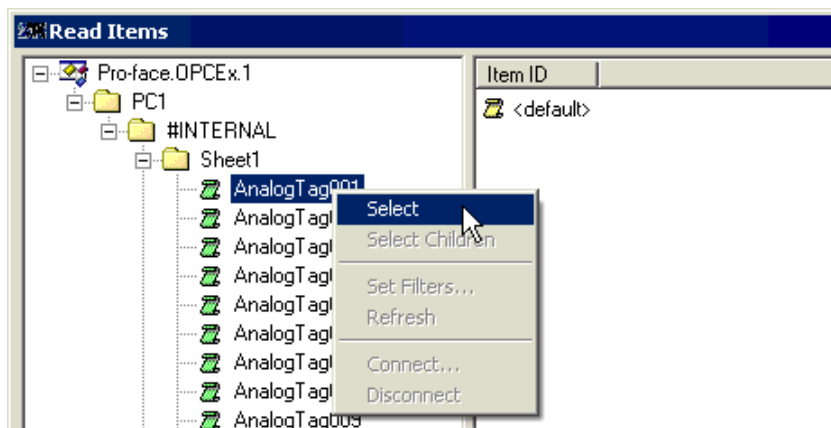 Read Items
Pro-face.OPCEx.1
PC1
#INTERNAL
Sheet1
AnalogTag001
AnalogTag
AnalogTag
AnalogTag
AnalogTag
AnalogTag
AnalogTag
AnalogTag
AnalogTag009
Item ID
<default>
Select
Select Children
Set Filters...
Refresh
Connect...
Disconnect